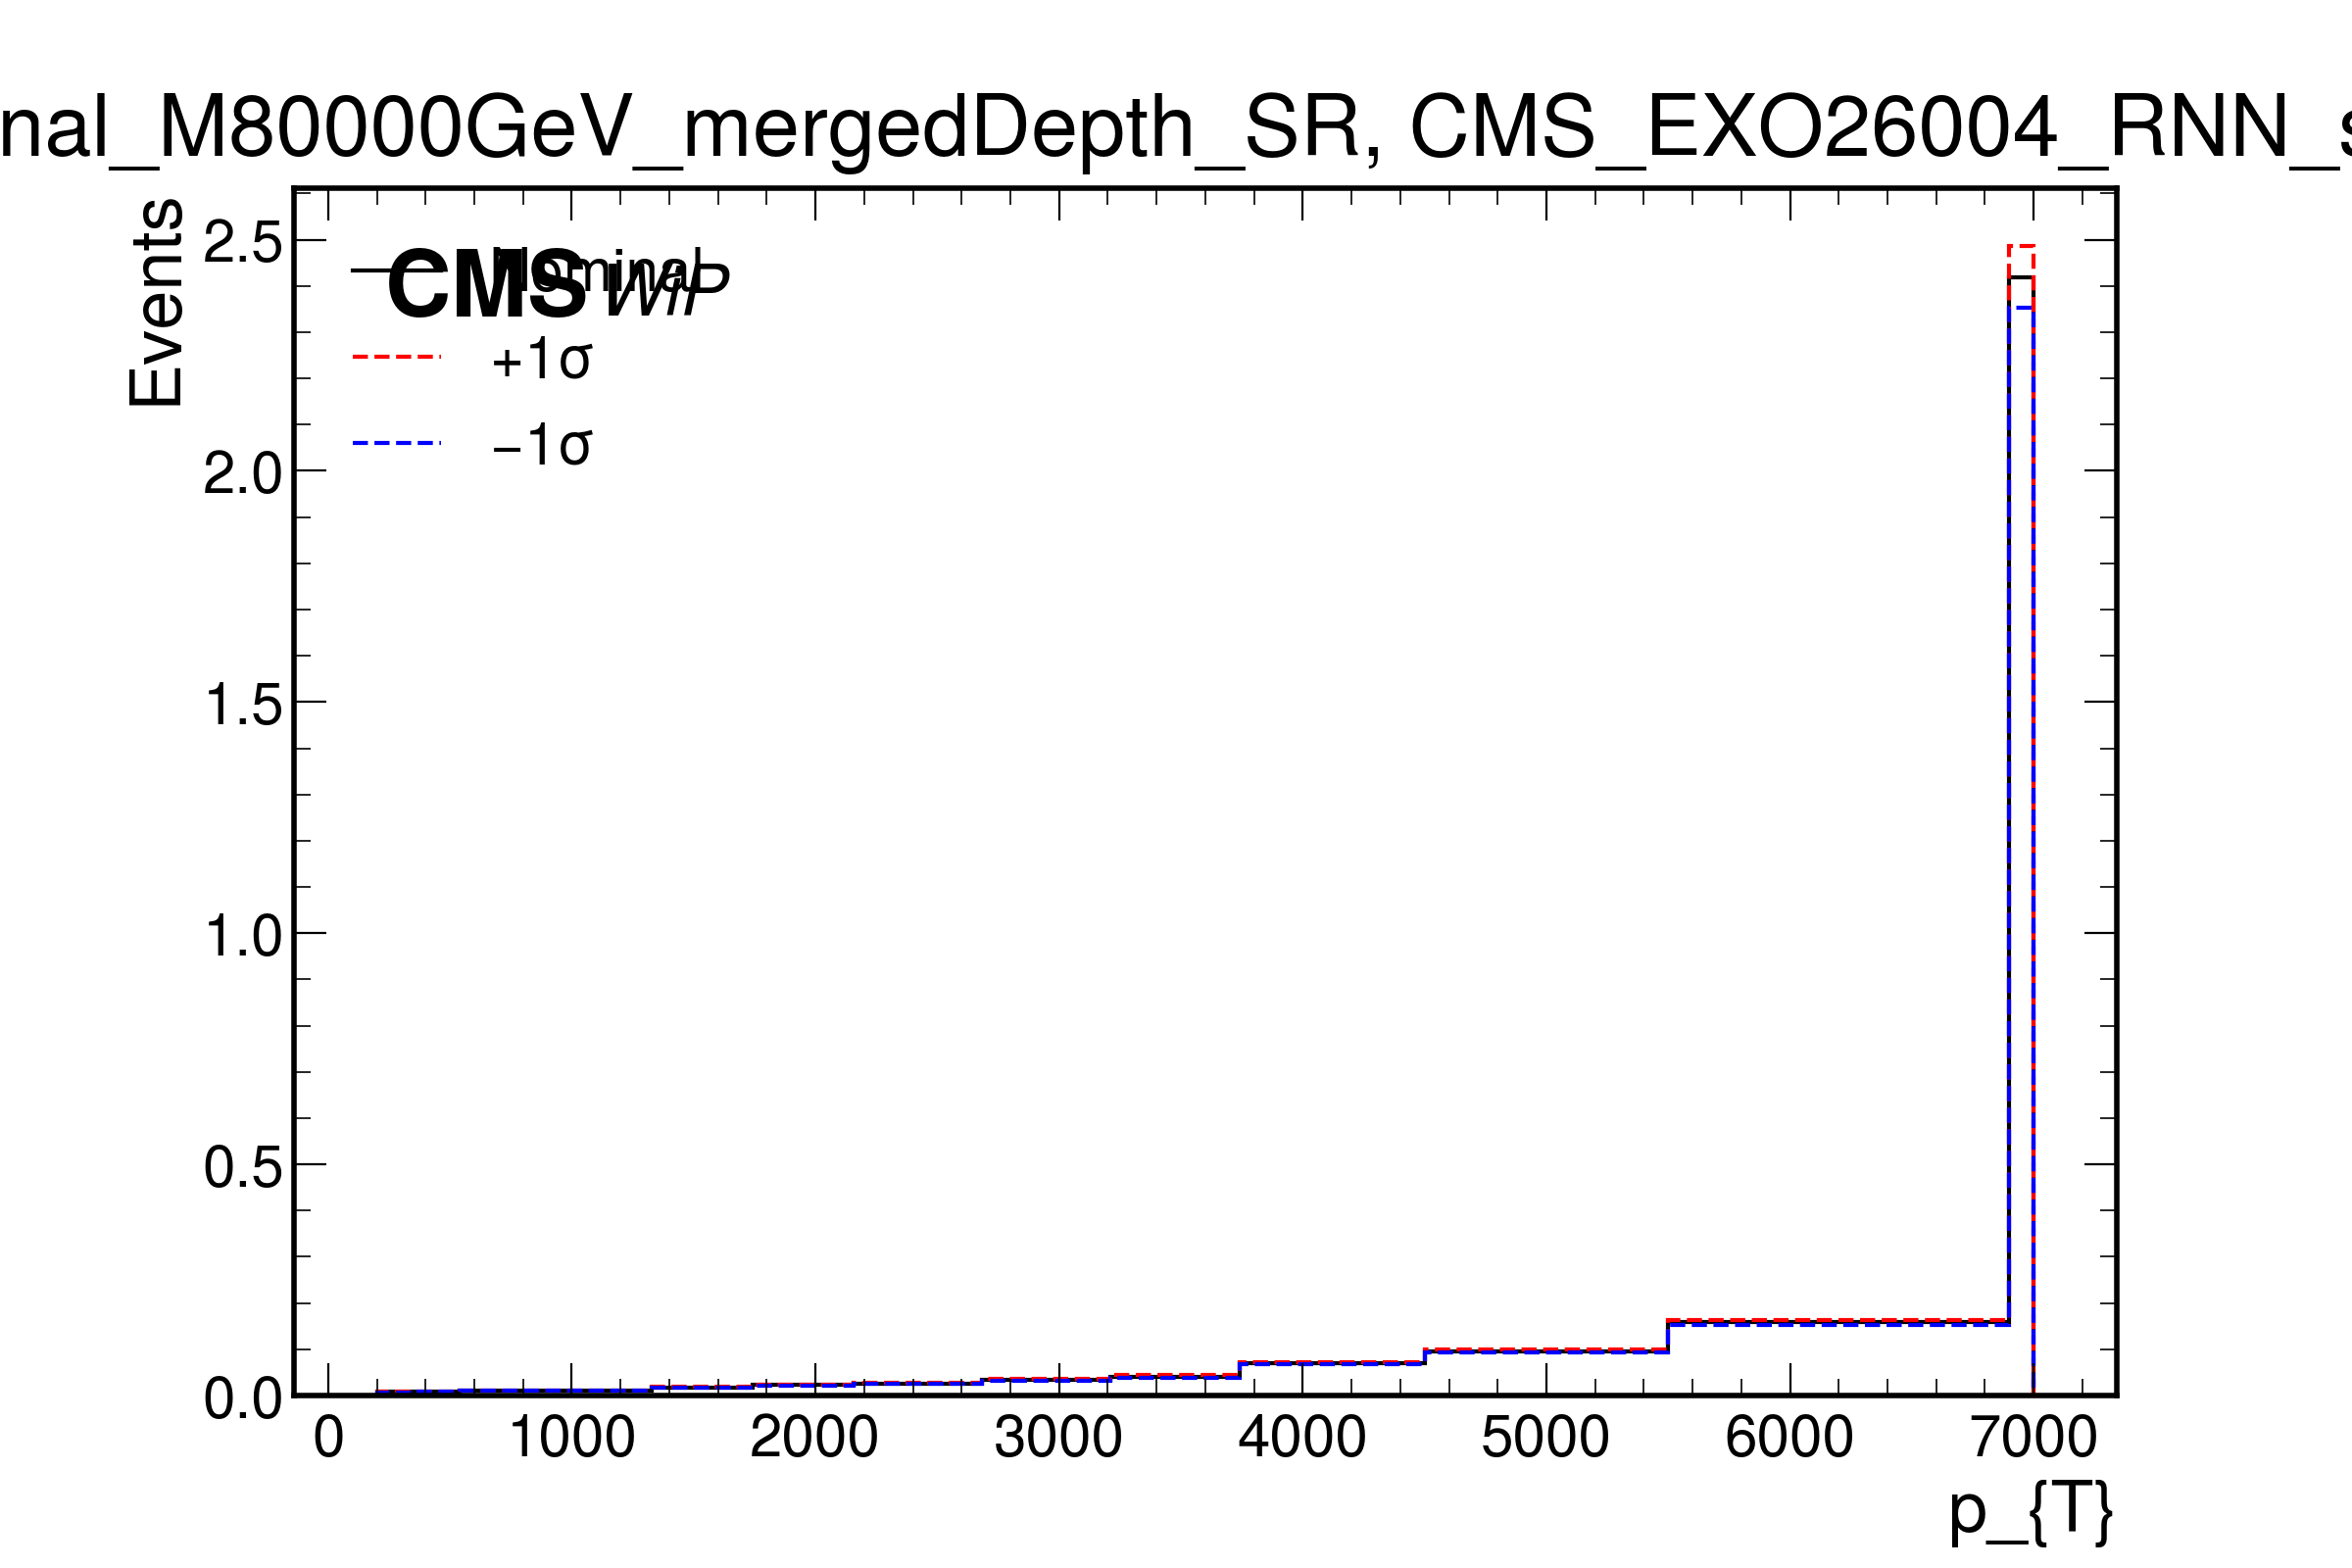 nal_M80000GeV_mergedDepth_SR, CMS_EXO26004_RNN_s
Events
2.5
2.0
1.5
1.0
0.5
0.0
CMS WiP
Nominal
+1σ
−1σ
0 1000 2000 3000 4000 5000 6000 7000
p_{T}